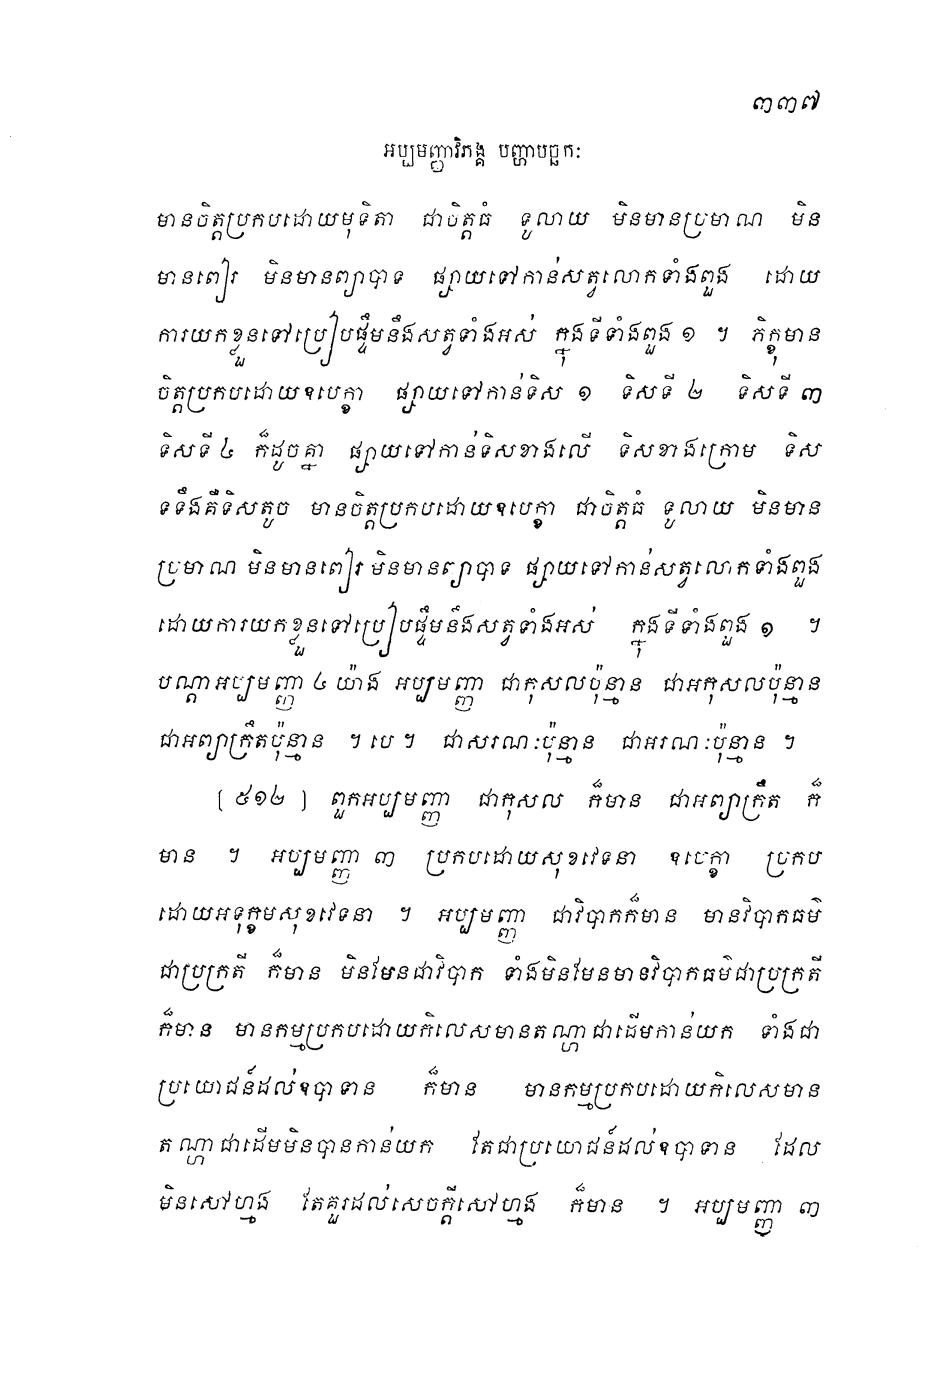 ៣៣៧
អប្បមញ្ញាវិភង្គ បញ្ហាបច្ឆកៈ
មានចិត្តប្រកបដោយមុទិតា ជាចិត្តធំ ទូលាយ មិនមានប្រមាណ មិន
មានពៀរ មិនមានព្យាបាទ ផ្សាយទៅកាន់សត្វលោកទាំងពួង ដោយ
ការយកខ្លួនទៅប្រៀបផ្ទឹមនឹងសត្វទាំងអស់ ក្នុងទីទាំងពួង ១ ។ ភិក្ខុមាន
ចិត្តប្រកបដោយឧបេក្ខា ផ្សាយទៅកាន់ទិស ១ ទិសទី ២ ទិសទី ៣
ទិសទី ៤ ក៏ដូចគ្នា ផ្សាយទៅកាន់ទិសខាងលើ ទិសខាងក្រោម ទិស
ទទឹងគឺទិសតូច មានចិត្តប្រកបដោយឧបេក្ខា ជាចិត្តធំ ទូលាយ មិនមាន
ប្រមាណ មិនមានពៀរ មិនមានព្យាបាទ ផ្សាយទៅកាន់សត្វលោកទាំងពួង
ដោយការយកខ្លួនទៅប្រៀបផ្ទឹមនឹងសត្វទាំងអស់ ក្នុងទីទាំងពួង ១ ។
បណ្តាអប្បមញ្ញា ៤ យ៉ាង អប្បមញ្ញា ជាកុសលប៉ុន្មាន ជាអកុសលប៉ុន្មាន
ជាអព្យាក្រឹតប៉ុន្មាន ។ បេ ។ ជាសរណៈប៉ុន្មាន ជាអរណៈប៉ុន្មាន ។
[ ៥១២ ] ពួកអប្បមញ្ញា ជាកុសល ក៏មាន ជាអព្យាក្រឹត ក៏
មាន ។ អប្បមញ្ញា ៣ ប្រកបដោយសុខវេទនា ឧបេក្ខា ប្រកប
ដោយអទុក្ខមសុខវេទនា ។ អប្បមញ្ញា ជាវិបាកក៏មាន មានវិបាកធម៌
ជាប្រក្រតី ក៏មាន មិនមែនជាវិបាក ទាំងមិនមែនមានវិបាកធម៌ជាប្រក្រតី
ក៏មាន មានកម្មប្រកបដោយកិលេសមានតណ្ហាជាដើមកាន់យក ទាំងជា
ប្រយោជន៍ដល់ឧបាទាន ក៏មាន មានកម្មប្រកបដោយកិលេសមាន
តណ្ហាជាដើមមិនបានកាន់យក តែជាប្រយោជន៍ដល់ឧបាទាន ដែល
មិនសៅហ្មង តែគួរដល់សេចក្តីសៅហ្មង ក៏មាន ។ អប្បមញ្ញា ៣